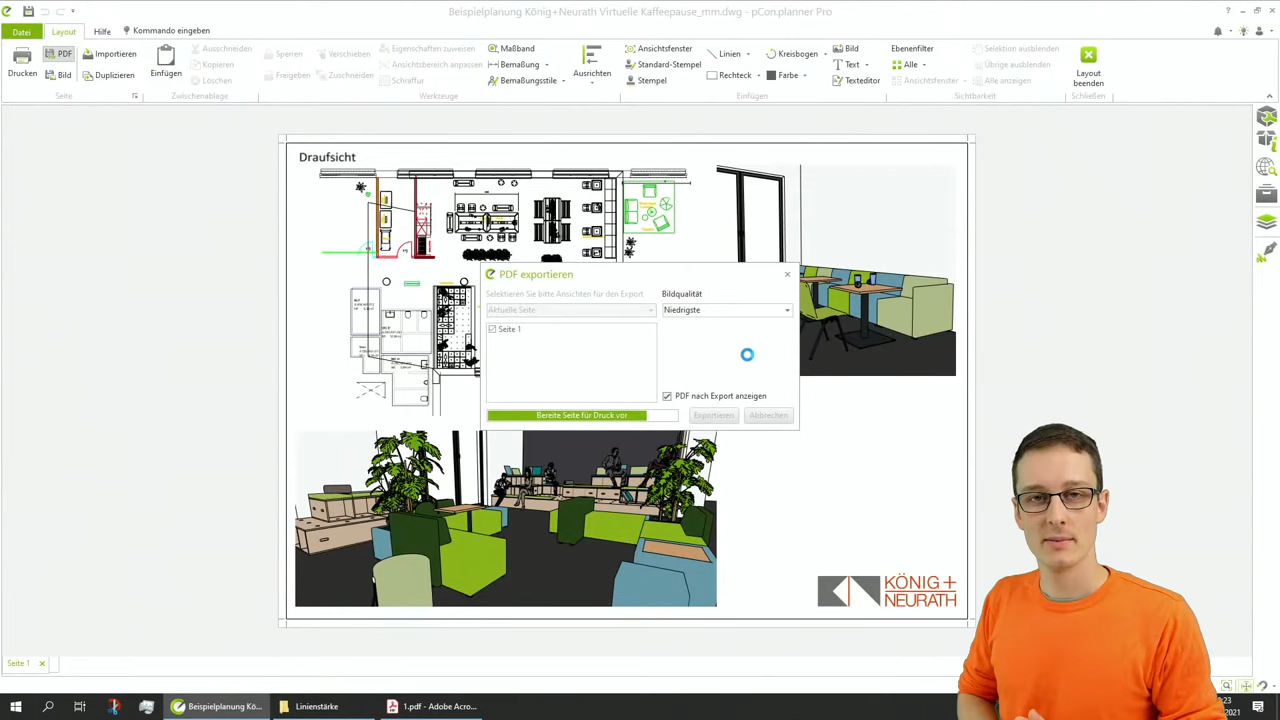 Beispielplanung König+Neurath Virtuelle Kaffeepause_mm.dwg - pCon.planner Pro
Datei
Layout
Hilfe
Kommando eingeben
Drucken
PDF
Bild
Importieren
Duplizieren
Seite
Einfügen
Ausschneiden
Kopieren
Löschen
Zwischenablage
Sperren
Freigeben
Verschieben
Zuschneiden
Eigenschaften zuweisen
Ansichtsbereich anpassen
Schraffur
Maßband
Bemaßung
Bemaßungsstile
Werkzeuge
Ausrichten
Ansichtsfenster
Standard-Stempel
Stempel
Linien
Rechteck
Kreisbogen
Farbe
Bild
Text
Texteditor
Einfügen
Ebenenfilter
Alle
Ansichtsfenster
Selektion ausblenden
Übrige ausblenden
Alle anzeigen
Sichtbarkeit
Layout
beenden
Schließen
Draufsicht
PDF exportieren
Selektieren Sie bitte Ansichten für den Export
Aktuelle Seite
Seite 1
Bildqualität
Niedrigste
PDF nach Export anzeigen
Bereite Seite für Druck vor
Exportieren
Abbrechen
KÖNIG+
NEURATH
Seite 1
Beispielplanung Kö...
Linienstärke
1.pdf - Adobe Acro...